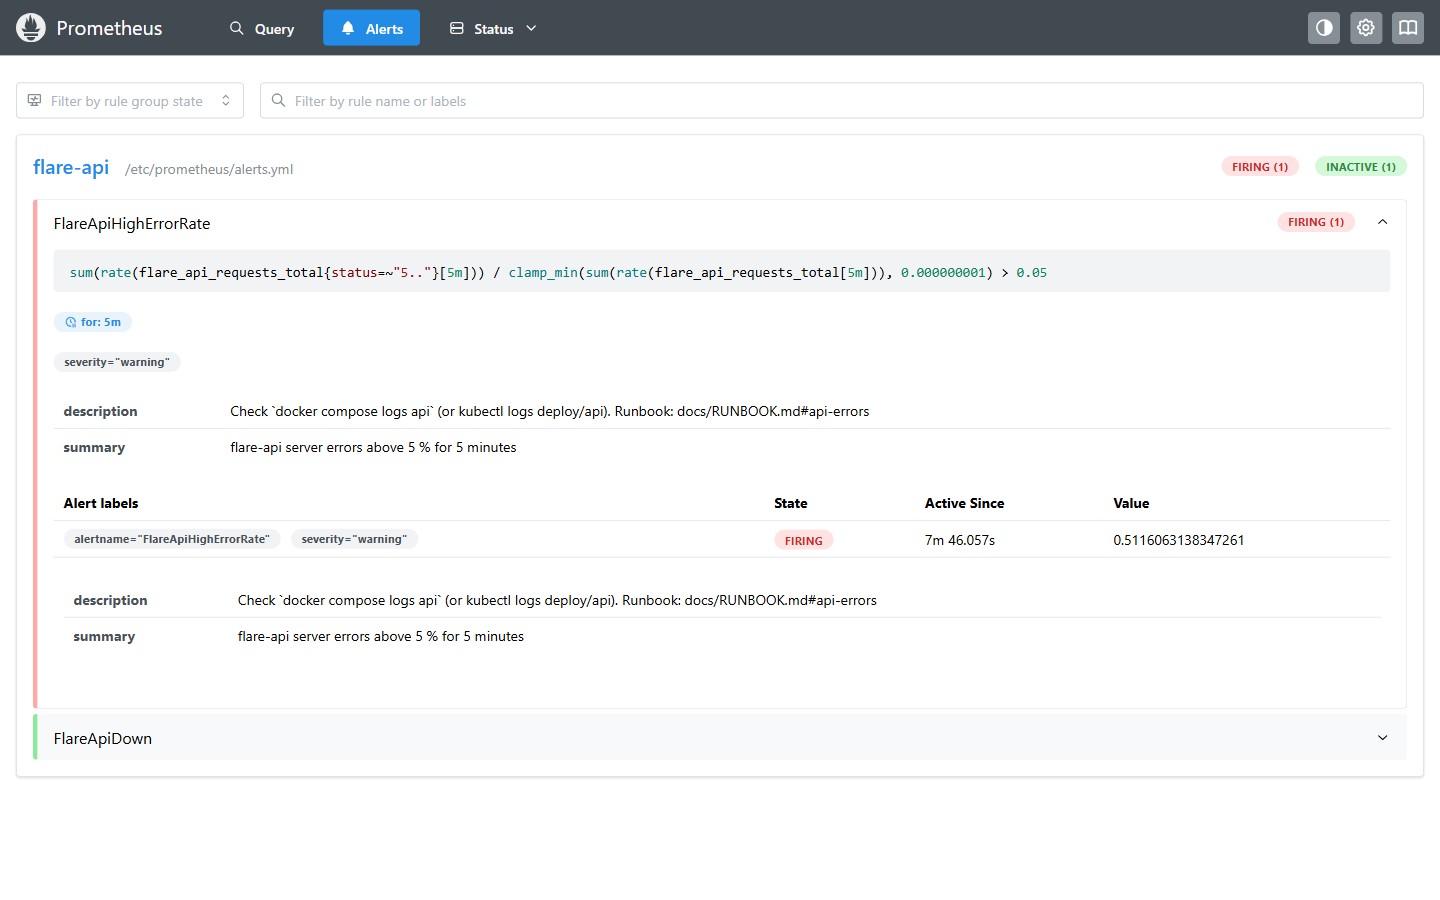 Prometheus Query Alerts Status
Filter by rule group state Filter by rule name or labels
flare-api /etc/prometheus/alerts.yml FIRING (1) INACTIVE (1)
FlareApiHighErrorRate FIRING (1)
sum(rate(flare_api_requests_total{status=~"5.."}[5m])) / clamp_min(sum(rate(flare_api_requests_total[5m])), 0.000000001) > 0.05
for: 5m
severity="warning"
description Check `docker compose logs api` (or kubectl logs deploy/api). Runbook: docs/RUNBOOK.md#api-errors
summary flare-api server errors above 5 % for 5 minutes
Alert labels State Active Since Value
alertname="FlareApiHighErrorRate" severity="warning" FIRING 7m 46.057s 0.5116063138347261
description Check `docker compose logs api` (or kubectl logs deploy/api). Runbook: docs/RUNBOOK.md#api-errors
summary flare-api server errors above 5 % for 5 minutes
FlareApiDown